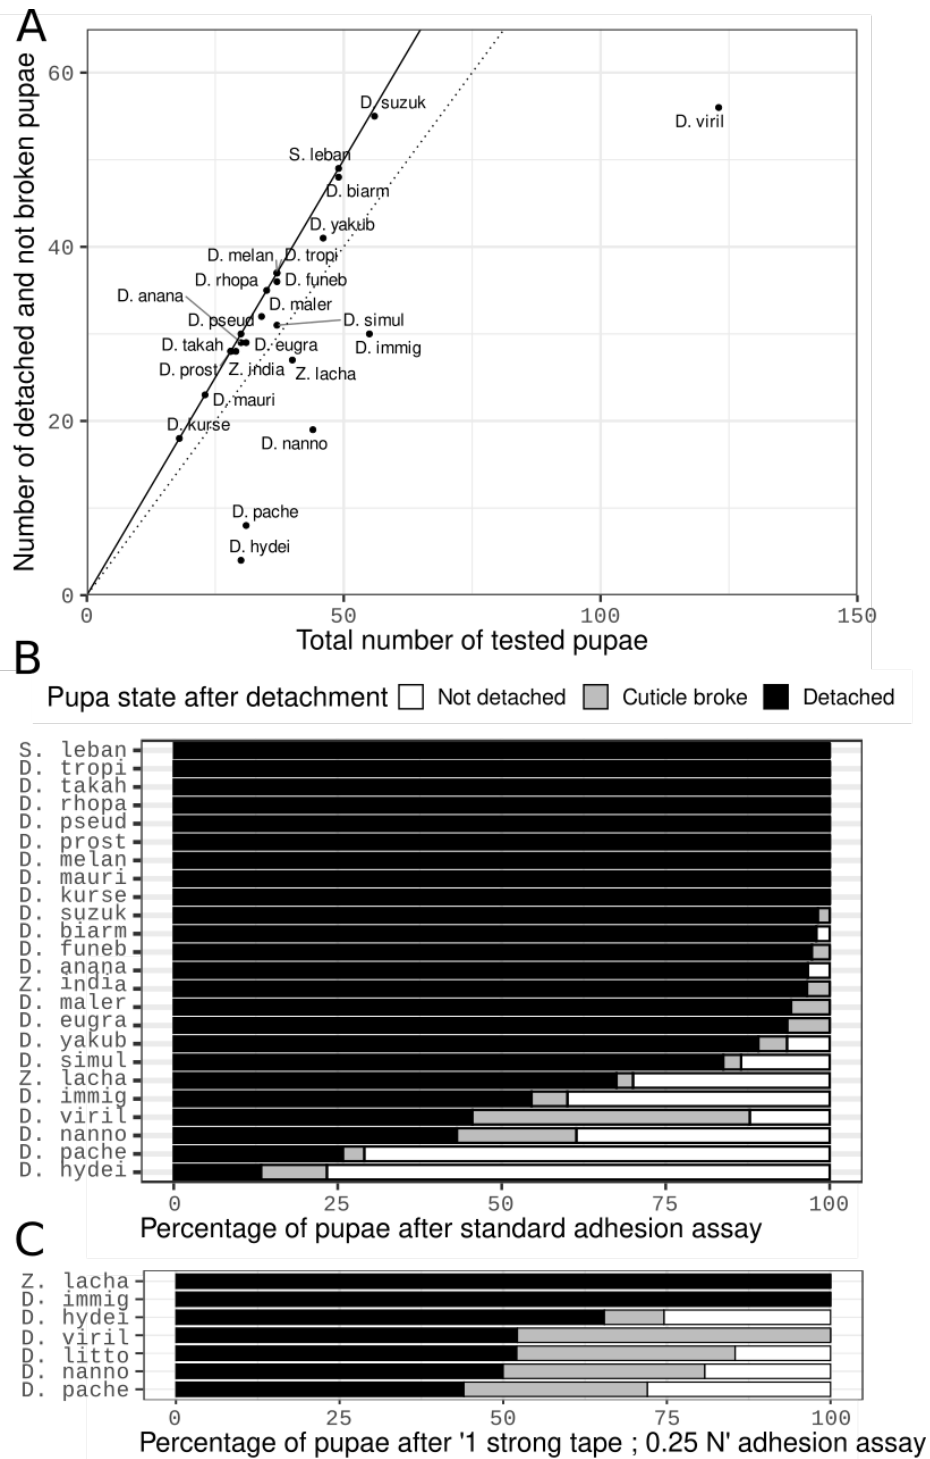 A
Number of detached and not broken pupae
60
40
20
0
D. suzuk
D. viril
S. leban
D. biarm
D. yakub
D. melan D. tropi
D. rhopa D. funeb
D. anana
D. maler
D. pseud D. simul
D. takah D. eugra D. immig
D. prost Z. india Z. lacha
D. mauri
D. kurse
D. nanno
D. pache
D. hydei
0 50 100 150
Total number of tested pupae
B
Pupa state after detachment Not detached Cuticle broke Detached
S. leban
D. tropi
D. takah
D. rhopa
D. pseud
D. prost
D. melan
D. mauri
D. kurse
D. suzuk
D. biarm
D. funeb
D. anana
Z. india
D. maler
D. eugra
D. yakub
D. simul
Z. lacha
D. immig
D. viril
D. nanno
D. pache
D. hydei
0 25 50 75 100
Percentage of pupae after standard adhesion assay
C
Z. lacha
D. immig
D. hydei
D. viril
D. litto
D. nanno
D. pache
0 25 50 75 100
Percentage of pupae after '1 strong tape ; 0.25 N' adhesion assay